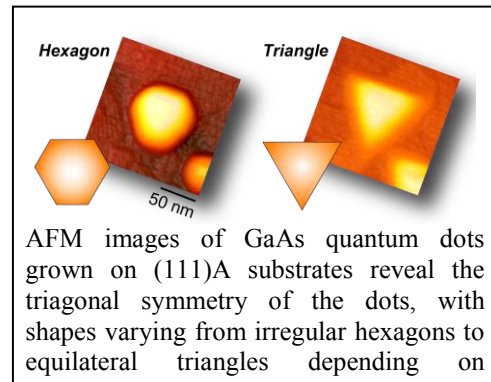 Hexagon
Triangle
50 nm
AFM images of GaAs quantum dots
grown on (111)A substrates reveal the
triagonal symmetry of the dots, with
shapes varying from irregular hexagons to
equilateral triangles depending on